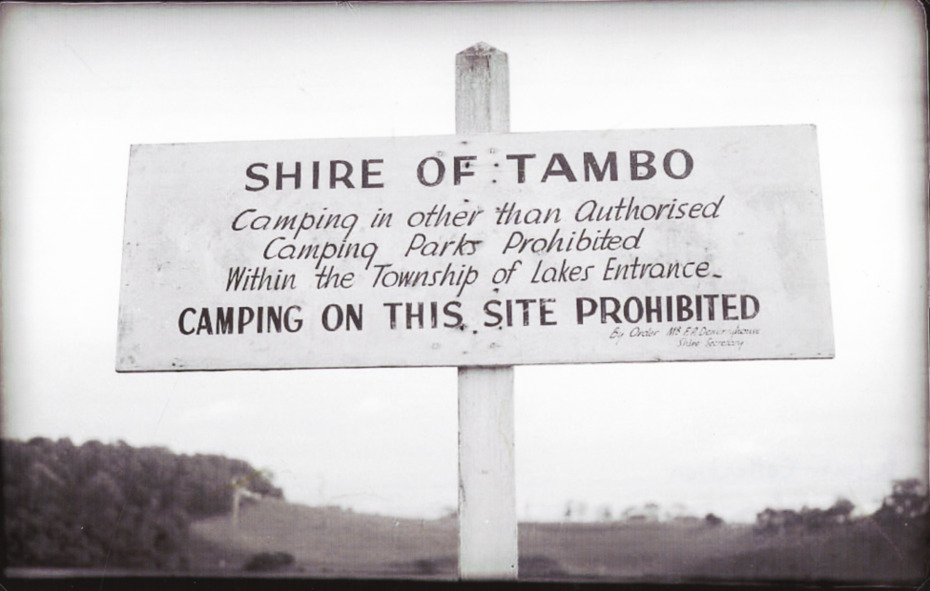 SHIRE OF TAMBO
Camping in other than Authorised
Camping Parks Prohibited
Within the Township of Lakes Entrance.
CAMPING ON THIS SITE PROHIBITED
By Order
Shire Secretary